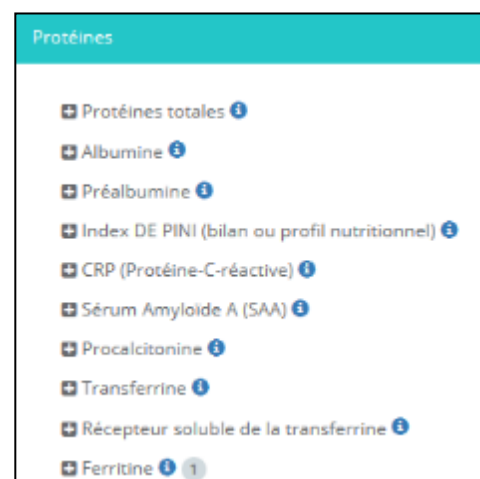 Protéines
Protéines totales
Albumine
Préalbumine
Index DE PINI (bilan ou profil nutritionnel)
CRP (Protéine-C-réactive)
Sérum Amyloïde A (SAA)
Procalcitonine
Transferrine
Récepteur soluble de la transferrine
Ferritine 1